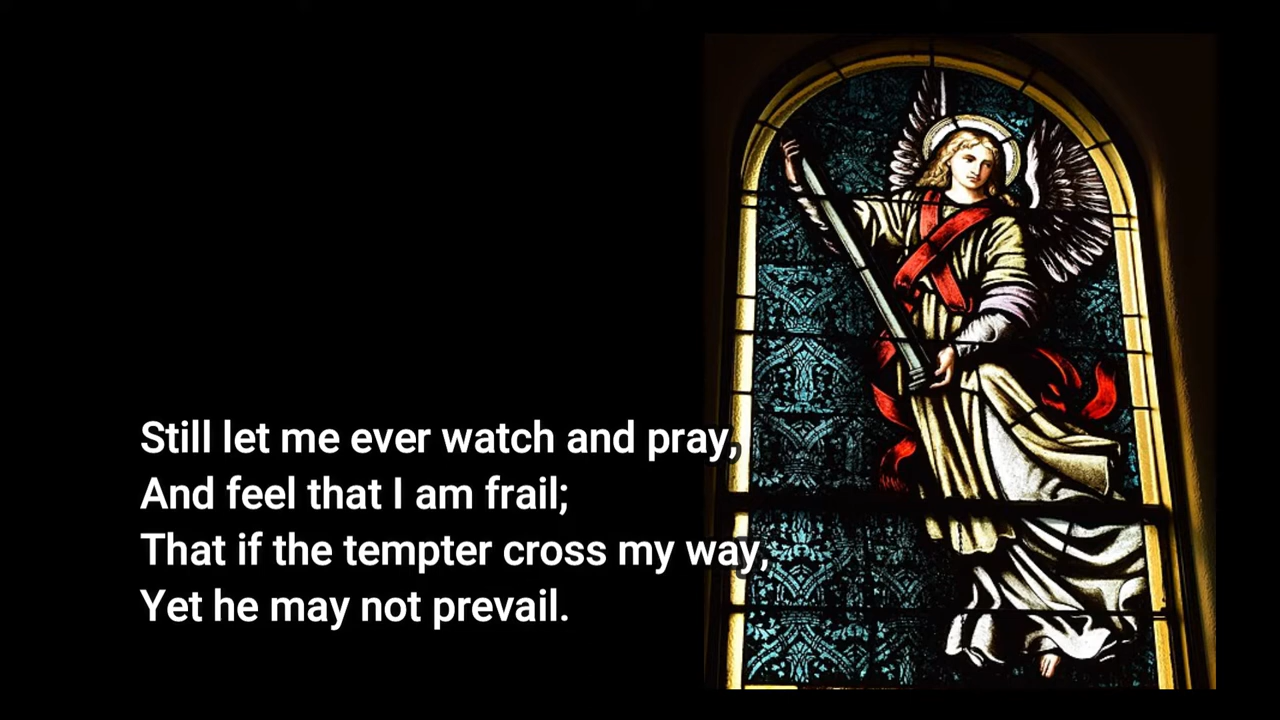 Still let me ever watch and pray,
And feel that I am frail;
That if the tempter cross my way,
Yet he may not prevail.